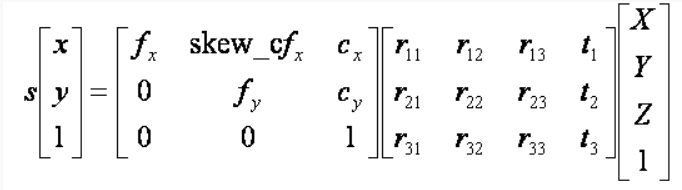 s [x y 1] = [f_x skew_cf_x c_x; 0 f_y c_y; 0 0 1] [r_11 r_12 r_13 t_1; r_21 r_22 r_23 t_2; r_31 r_32 r_33 t_3] [X Y Z 1]